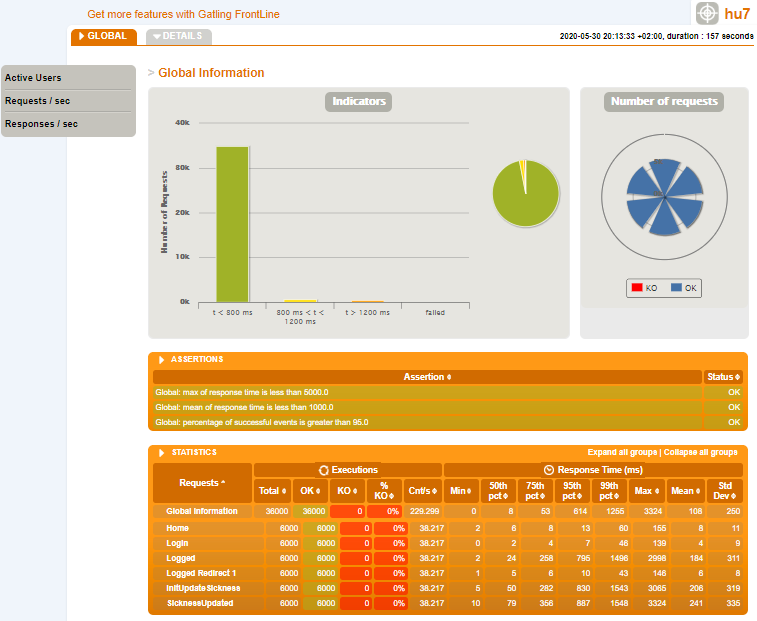 Get more features with Gatling FrontLine
hu7
GLOBAL
DETAILS
2020-05-30 20:13:33 +02:00, duration : 157 seconds
Active Users
Requests / sec
Responses / sec
> Global Information
Indicators
Number of Requests
40k
30k
20k
10k
0k
t < 800 ms
800 ms < t < 1200 ms
t > 1200 ms
failed
Number of requests
KO OK
ASSERTIONS
Assertion Status
Global: max of response time is less than 5000.0 OK
Global: mean of response time is less than 1000.0 OK
Global: percentage of successful events is greater than 95.0 OK
STATISTICS
Expand all groups | Collapse all groups
Requests ^ Executions Response Time (ms)
Total OK KO % KO Cnt/s Min 50th pct 75th pct 95th pct 99th pct Max Mean Std Dev
Global Information 36000 36000 0 0% 229.299 0 8 53 614 1255 3324 108 250
Home 6000 6000 0 0% 38.217 2 6 8 13 60 155 8 11
Login 6000 6000 0 0% 38.217 0 2 4 7 46 139 4 9
Logged 6000 6000 0 0% 38.217 2 24 258 795 1496 2998 184 311
Logged Redirect 1 6000 6000 0 0% 38.217 1 5 6 10 43 146 6 8
InitUpdateSickness 6000 6000 0 0% 38.217 5 50 282 830 1543 3065 206 319
SicknessUpdated 6000 6000 0 0% 38.217 10 79 356 887 1548 3324 241 335